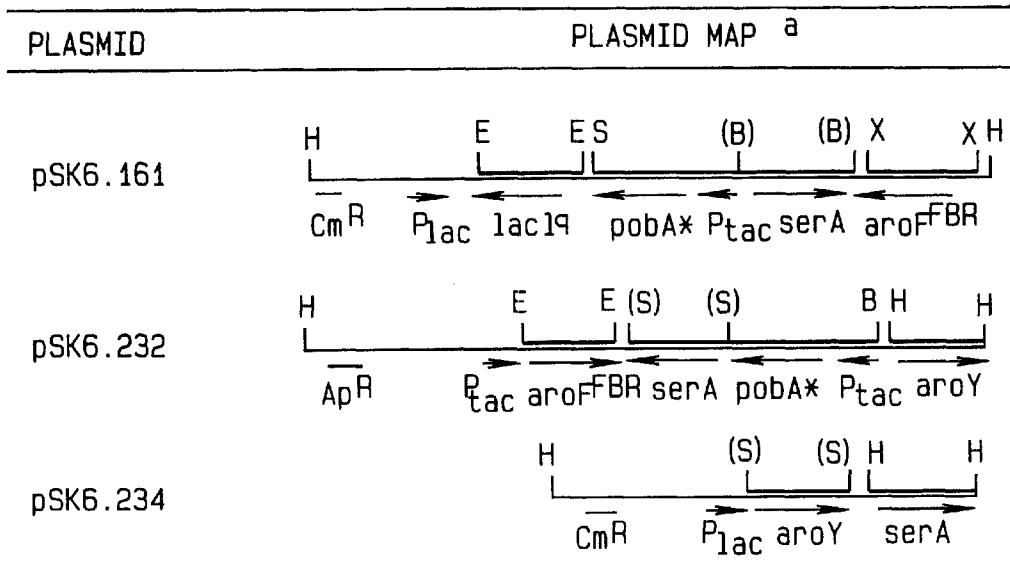 PLASMID PLASMID MAP a
H E E S (B) (B) X X H
pSK6.161
CmR Plac laclq pobA* Ptac serA aroFFBR
H E E (S) (S) B H H
pSK6.232
ApR Ptac aroFFBR serA pobA* Ptac aroY
H (S) (S) H H
pSK6.234
CmR Plac aroY serA